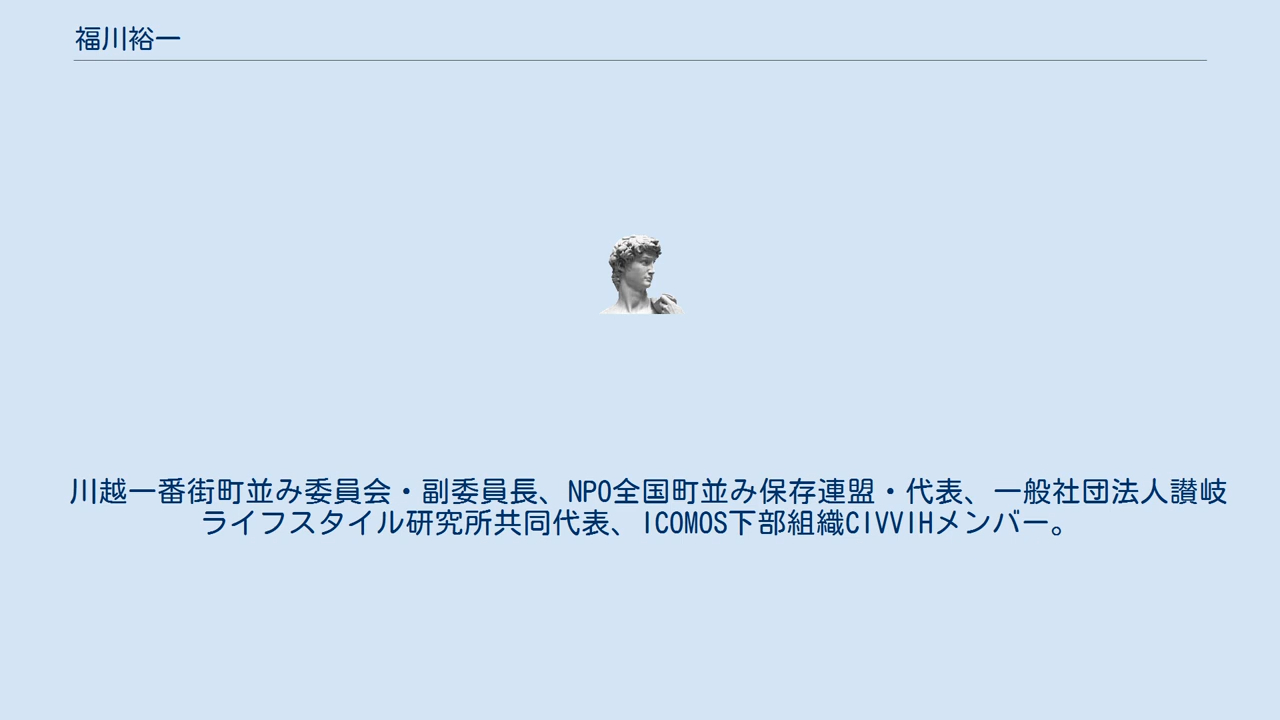 福川裕一
川越一番街町並み委員会・副委員長、NPO全国町並み保存連盟・代表、一般社団法人讃岐
ライフスタイル研究所共同代表、ICOMOS下部組織CIVVIHメンバー。